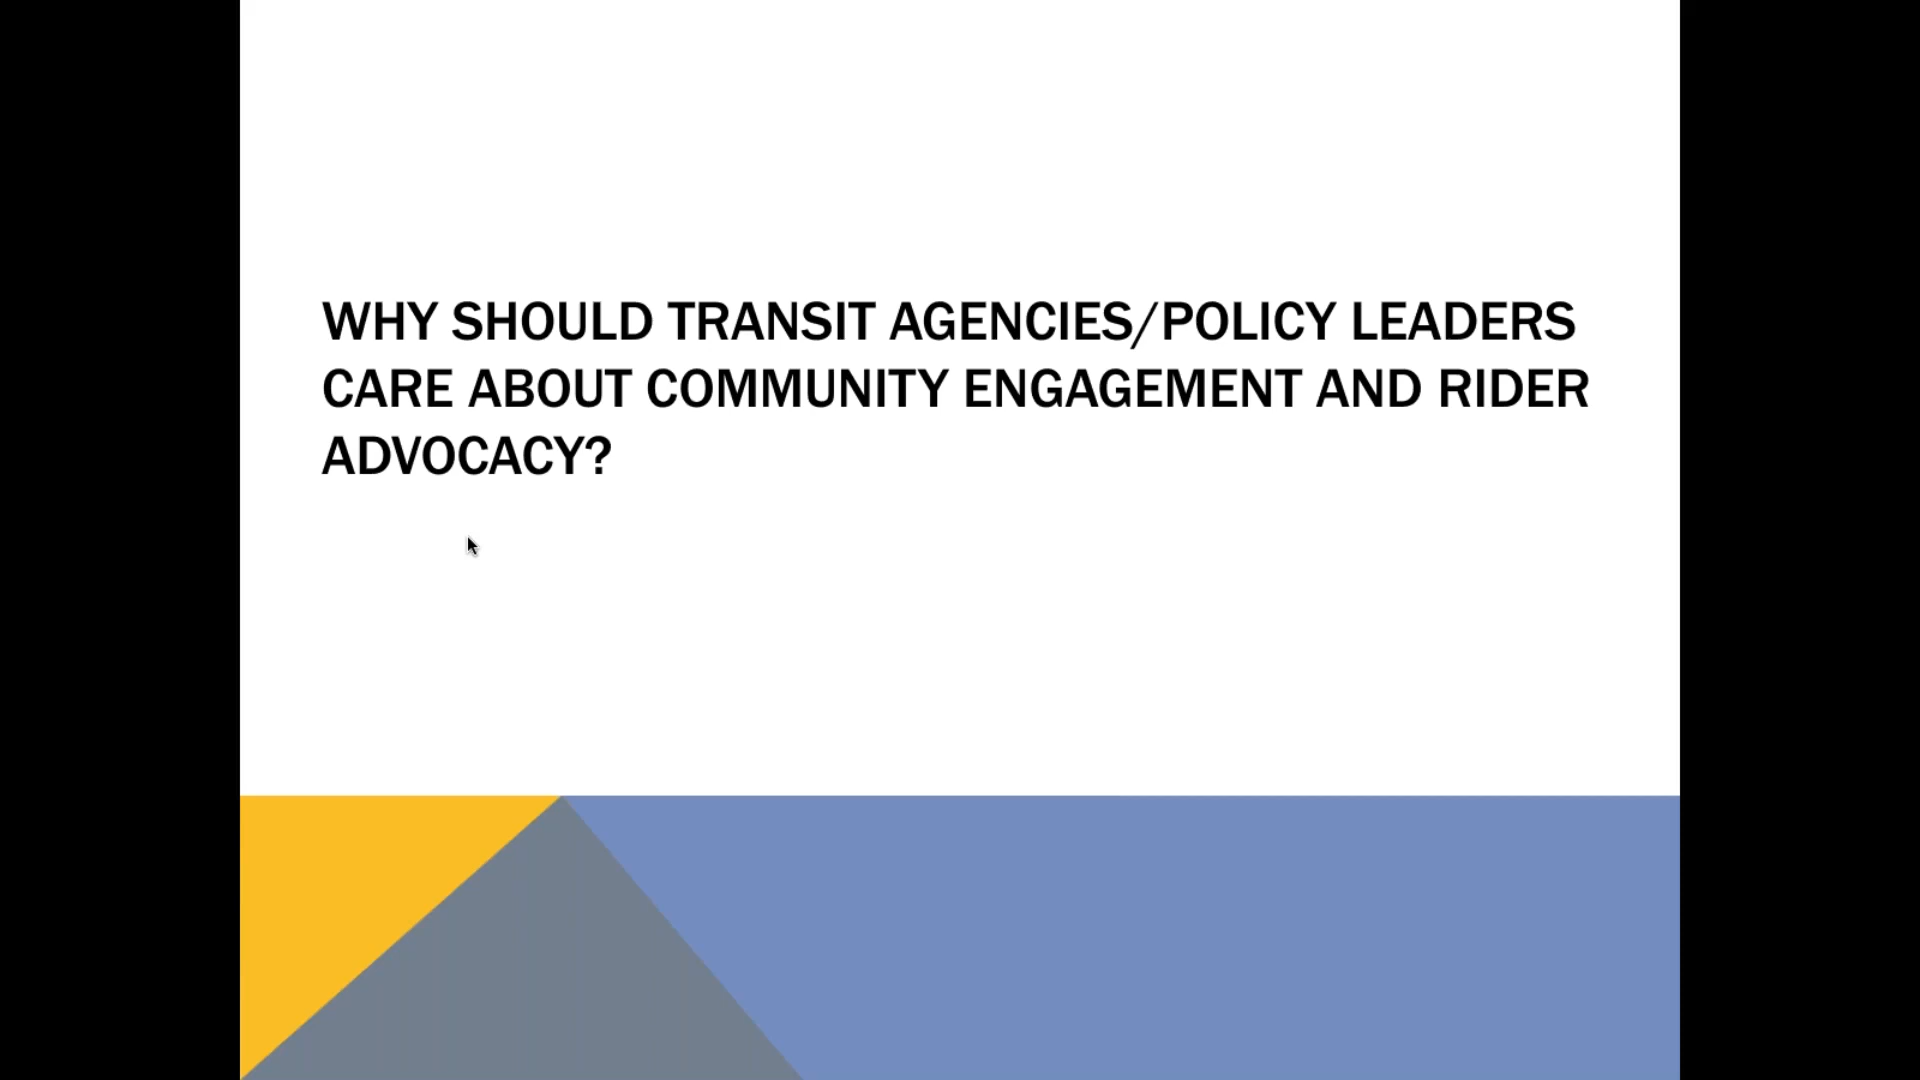 WHY SHOULD TRANSIT AGENCIES/POLICY LEADERS
CARE ABOUT COMMUNITY ENGAGEMENT AND RIDER
ADVOCACY?